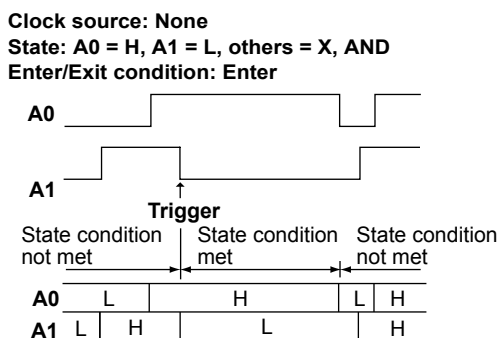 Clock source: None
State: A0 = H, A1 = L, others = X, AND
Enter/Exit condition: Enter
A0
A1
Trigger
State condition not met
State condition met
State condition not met
A0 L H L H
A1 L H L H